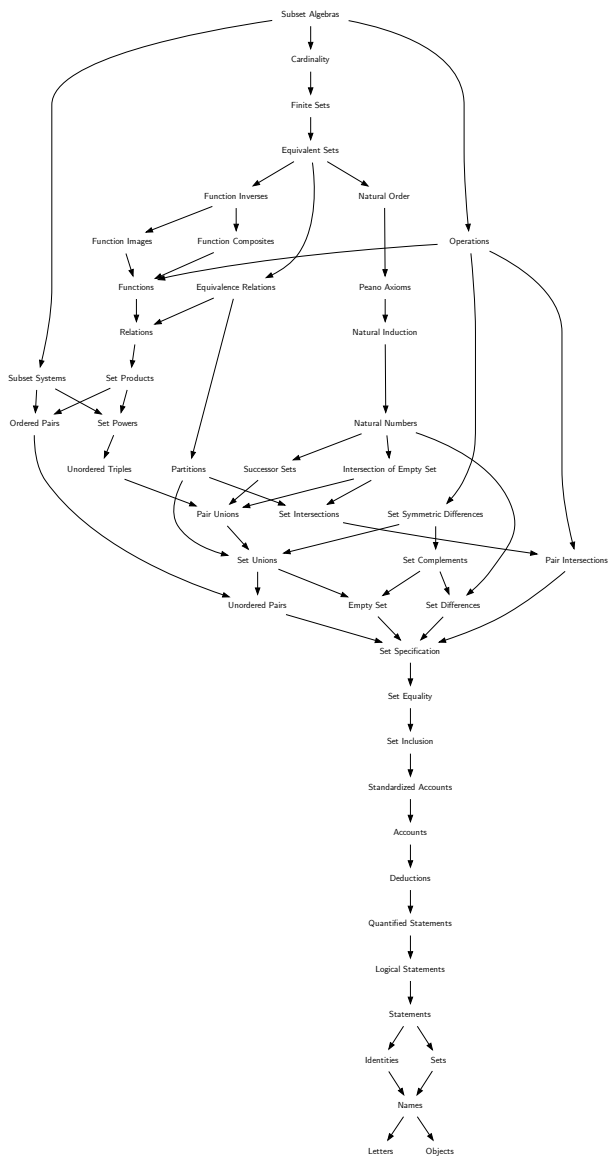 Subset Algebras
Cardinality
Finite Sets
Equivalent Sets
Function Inverses
Natural Order
Function Images
Function Composites
Operations
Functions
Equivalence Relations
Peano Axioms
Relations
Natural Induction
Subset Systems
Set Products
Ordered Pairs
Set Powers
Natural Numbers
Unordered Triples
Partitions
Successor Sets
Intersection of Empty Set
Pair Unions
Set Intersections
Set Symmetric Differences
Set Unions
Set Complements
Pair Intersections
Unordered Pairs
Empty Set
Set Differences
Set Specification
Set Equality
Set Inclusion
Standardized Accounts
Accounts
Deductions
Quantified Statements
Logical Statements
Statements
Identities
Sets
Names
Letters
Objects